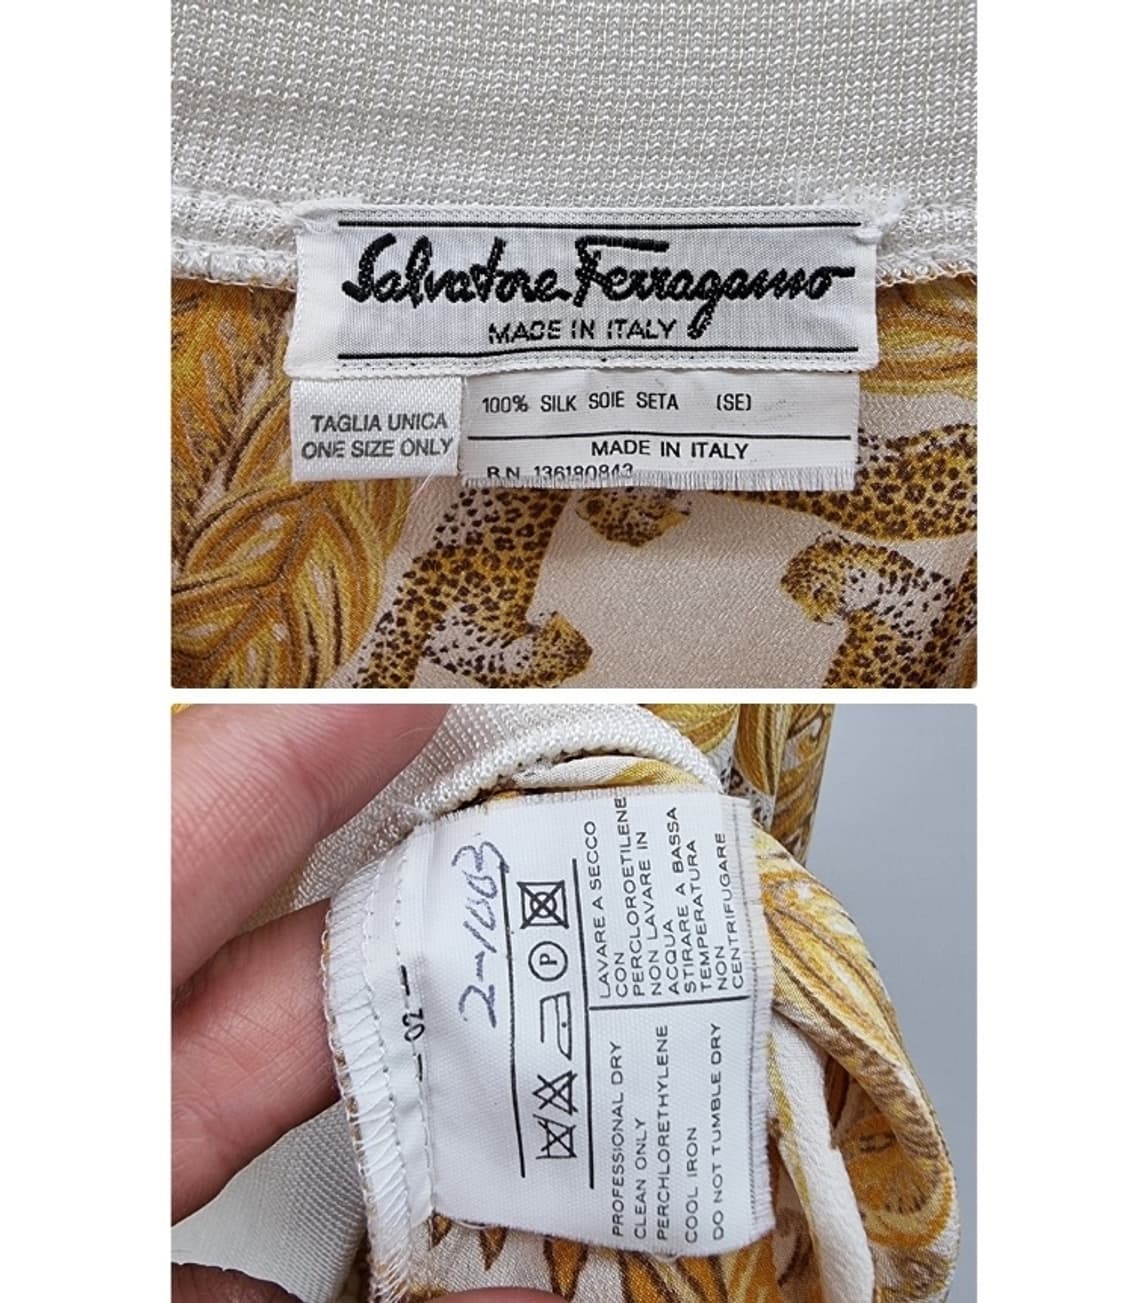 Salvatore Ferragamo
MADE IN ITALY
TAGLIA UNICA
ONE SIZE ONLY
100% SILK SOIE SETA (SE)
MADE IN ITALY
R.N. 136180843
02
P
LAVARE A SECCO
CON
PERCLOROETILENE
NON LAVARE IN
ACQUA
STIRARE A BASSA
TEMPERATURA
NON
CENTRIFUGARE
PROFESSIONAL DRY
CLEAN ONLY
PERCHLORETHYLENE
COOL IRON
DO NOT TUMBLE DRY